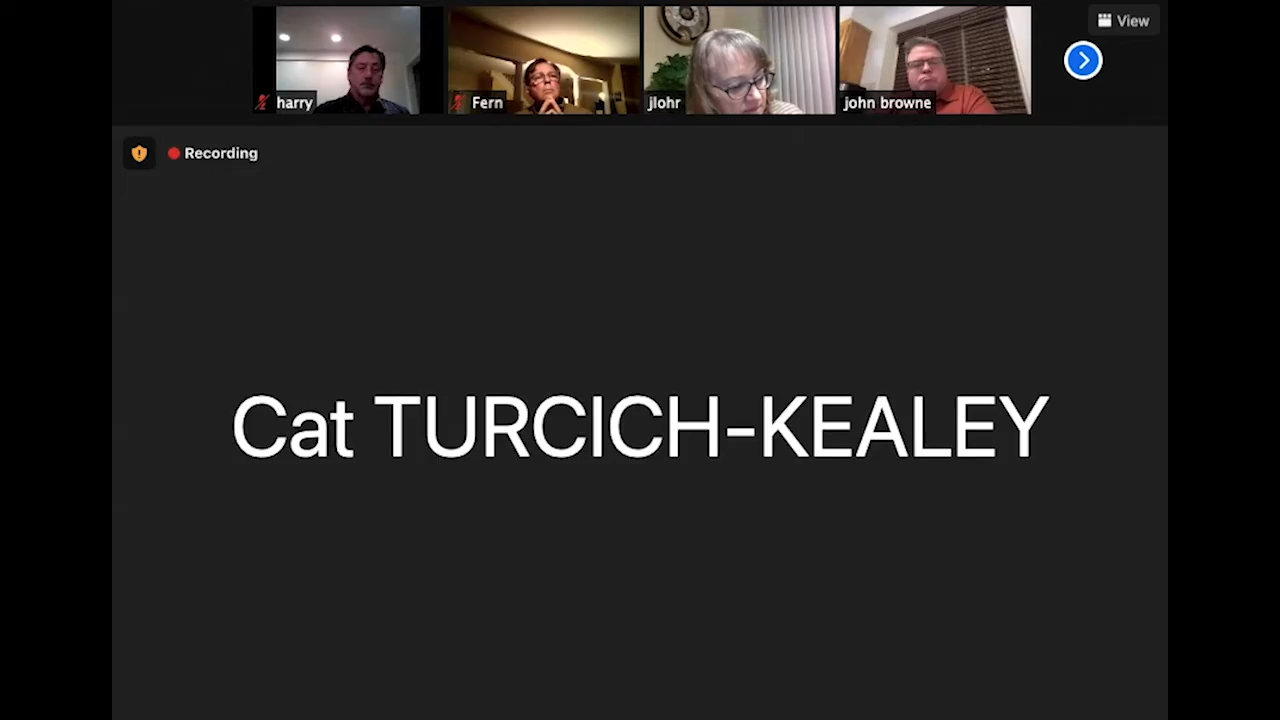 View
harry
Fern
jlohr
john browne
Recording
Cat TURCICH-KEALEY